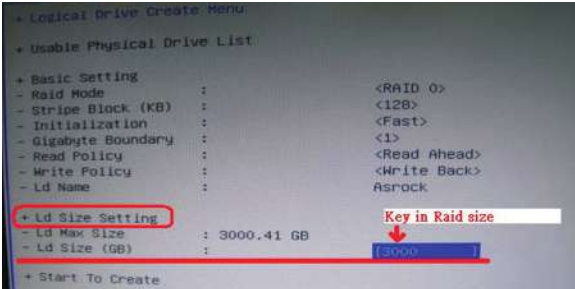 + Logical Drive Create Menu
+ Usable Physical Drive List
+ Basic Setting
- Raid Mode : <RAID 0>
- Stripe Block (KB) : <128>
- Initialization : <Fast>
- Gigabyte Boundary : <1>
- Read Policy : <Read Ahead>
- Write Policy : <Write Back>
- Ld Name : Asrock
+ Ld Size Setting
Key in Raid size
- Ld Max Size : 3000.41 GB
- Ld Size (GB) : [3000 ]
+ Start To Create